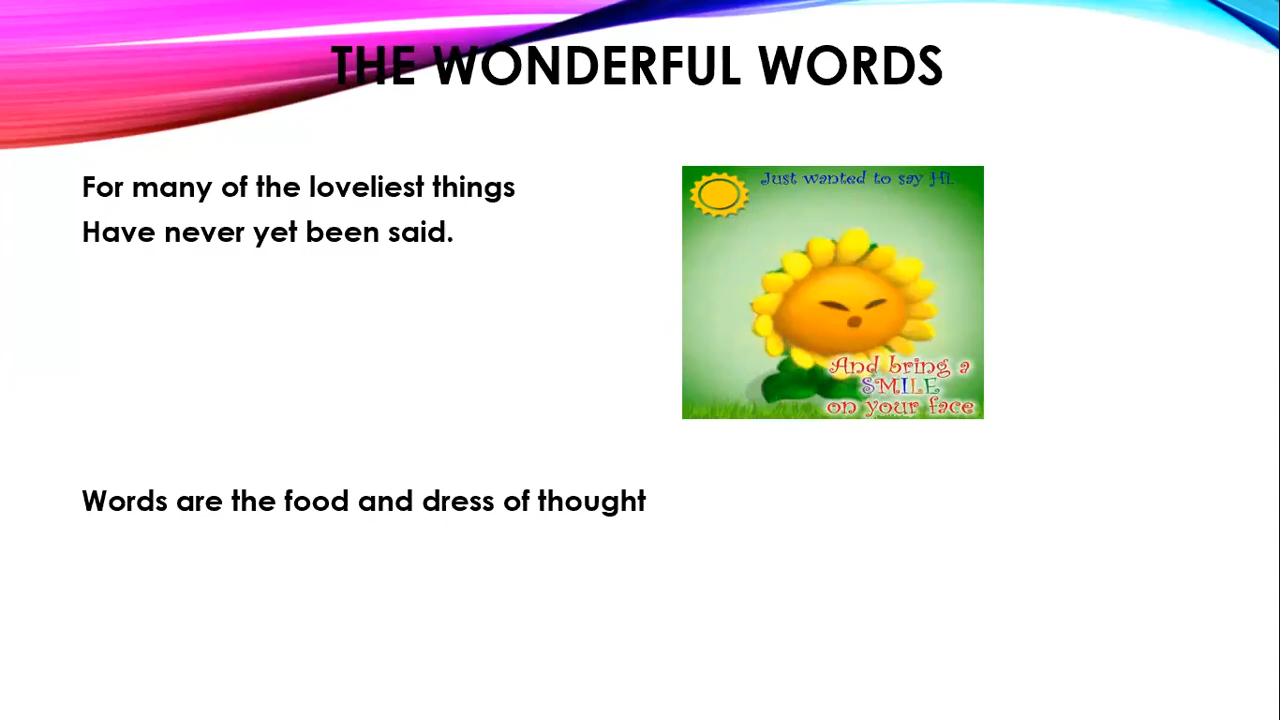 THE WONDERFUL WORDS
For many of the loveliest things
Have never yet been said.
Just wanted to say Hi.
And bring a
SMILE
on your face
Words are the food and dress of thought